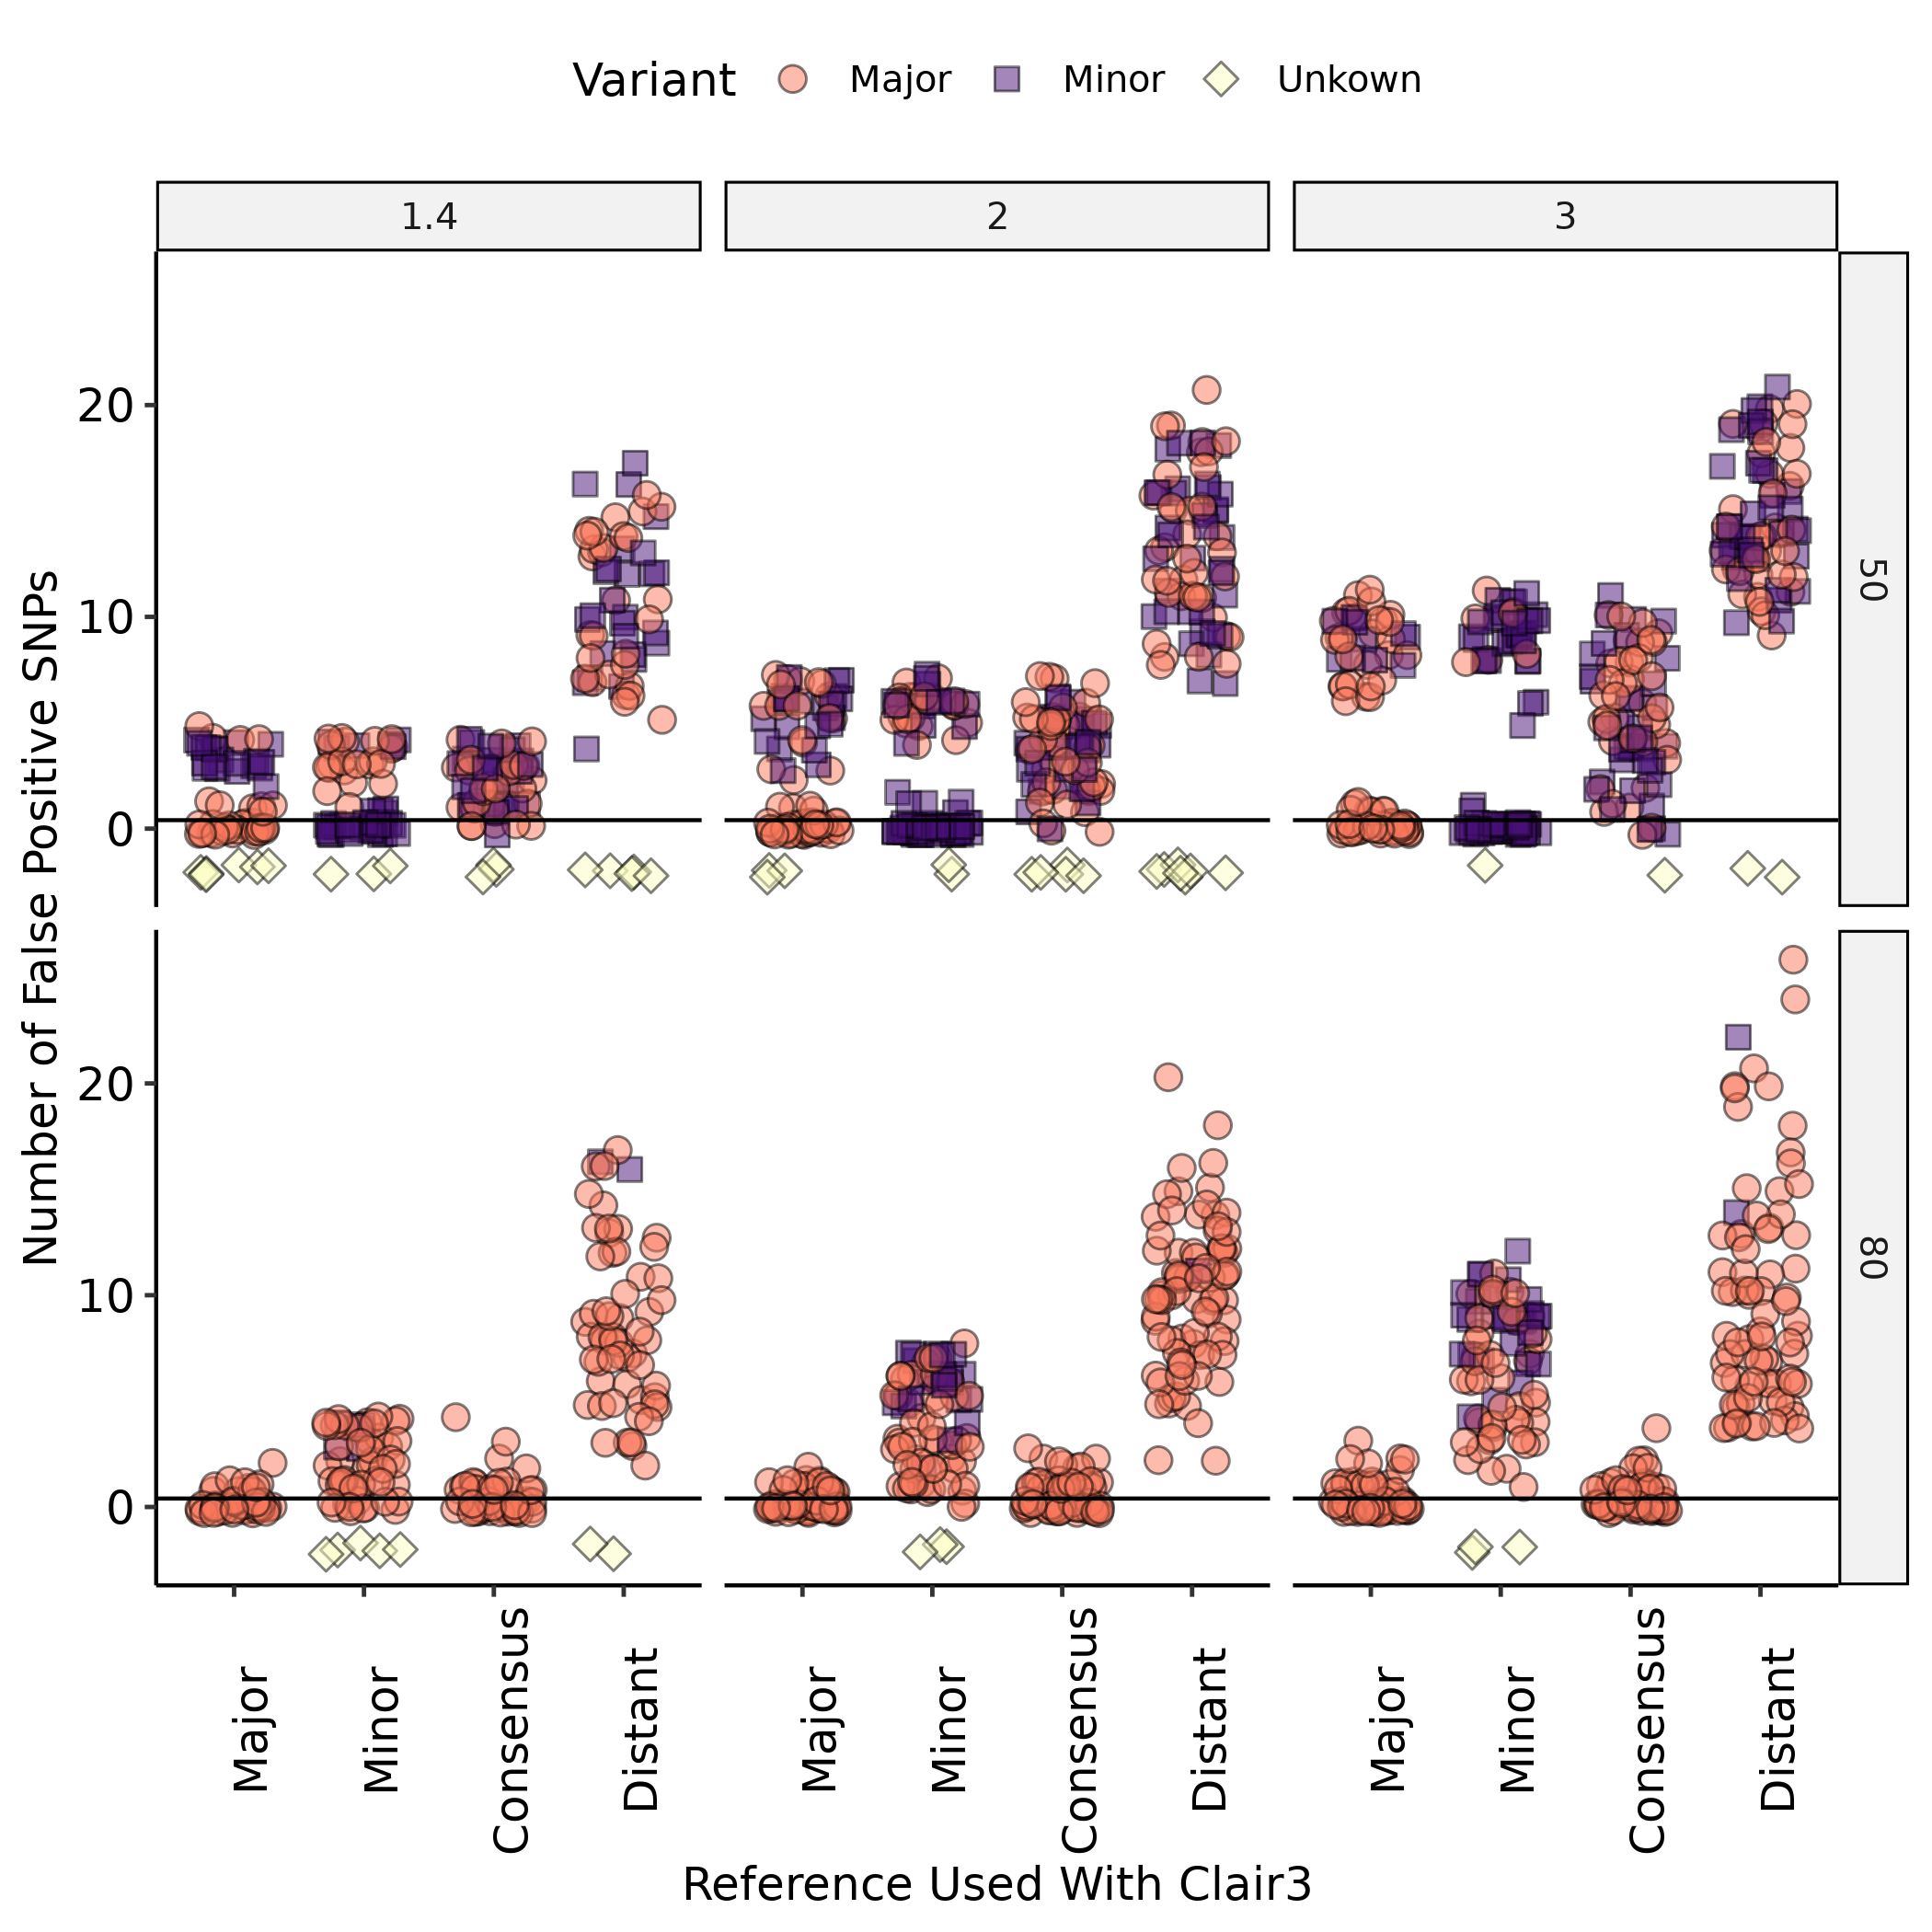 Variant Major Minor Unkown
1.4 2 3
Number of False Positive SNPs
20
10
0
50
20
10
0
80
Major Minor Consensus Distant Major Minor Consensus Distant Major Minor Consensus Distant
Reference Used With Clair3